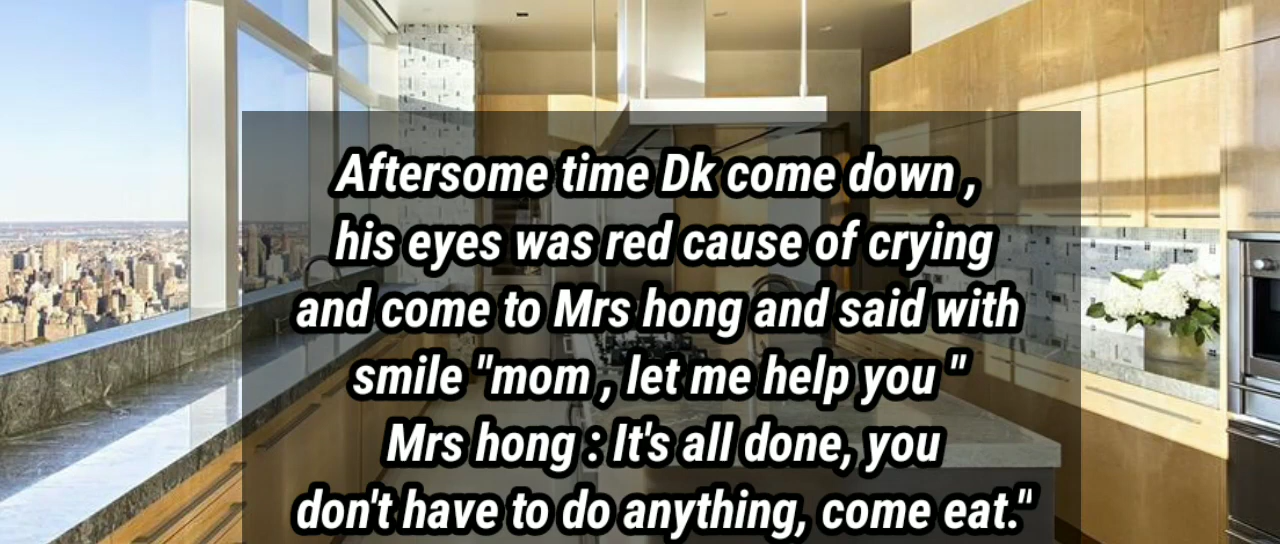 Aftersome time Dk come down ,
his eyes was red cause of crying
and come to Mrs hong and said with
smile "mom , let me help you "
Mrs hong : It's all done, you
don't have to do anything, come eat."